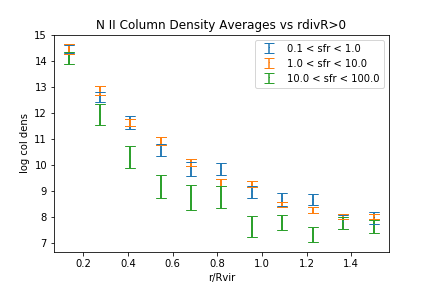 N II Column Density Averages vs rdivR>0
0.1 < sfr < 1.0
1.0 < sfr < 10.0
10.0 < sfr < 100.0
log col dens
15
14
13
12
11
10
9
8
7
0.2 0.4 0.6 0.8 1.0 1.2 1.4
r/Rvir